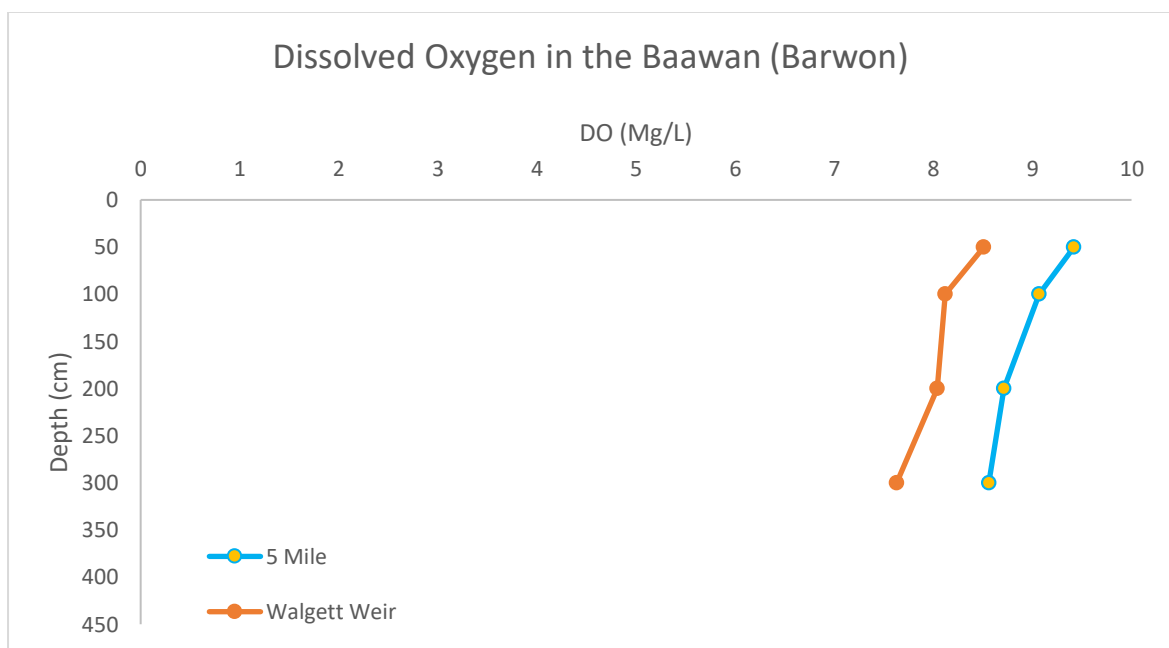 Dissolved Oxygen in the Baawan (Barwon)
DO (Mg/L)
0 1 2 3 4 5 6 7 8 9 10
Depth (cm)
0
50
100
150
200
250
300
350
400
450
5 Mile
Walgett Weir